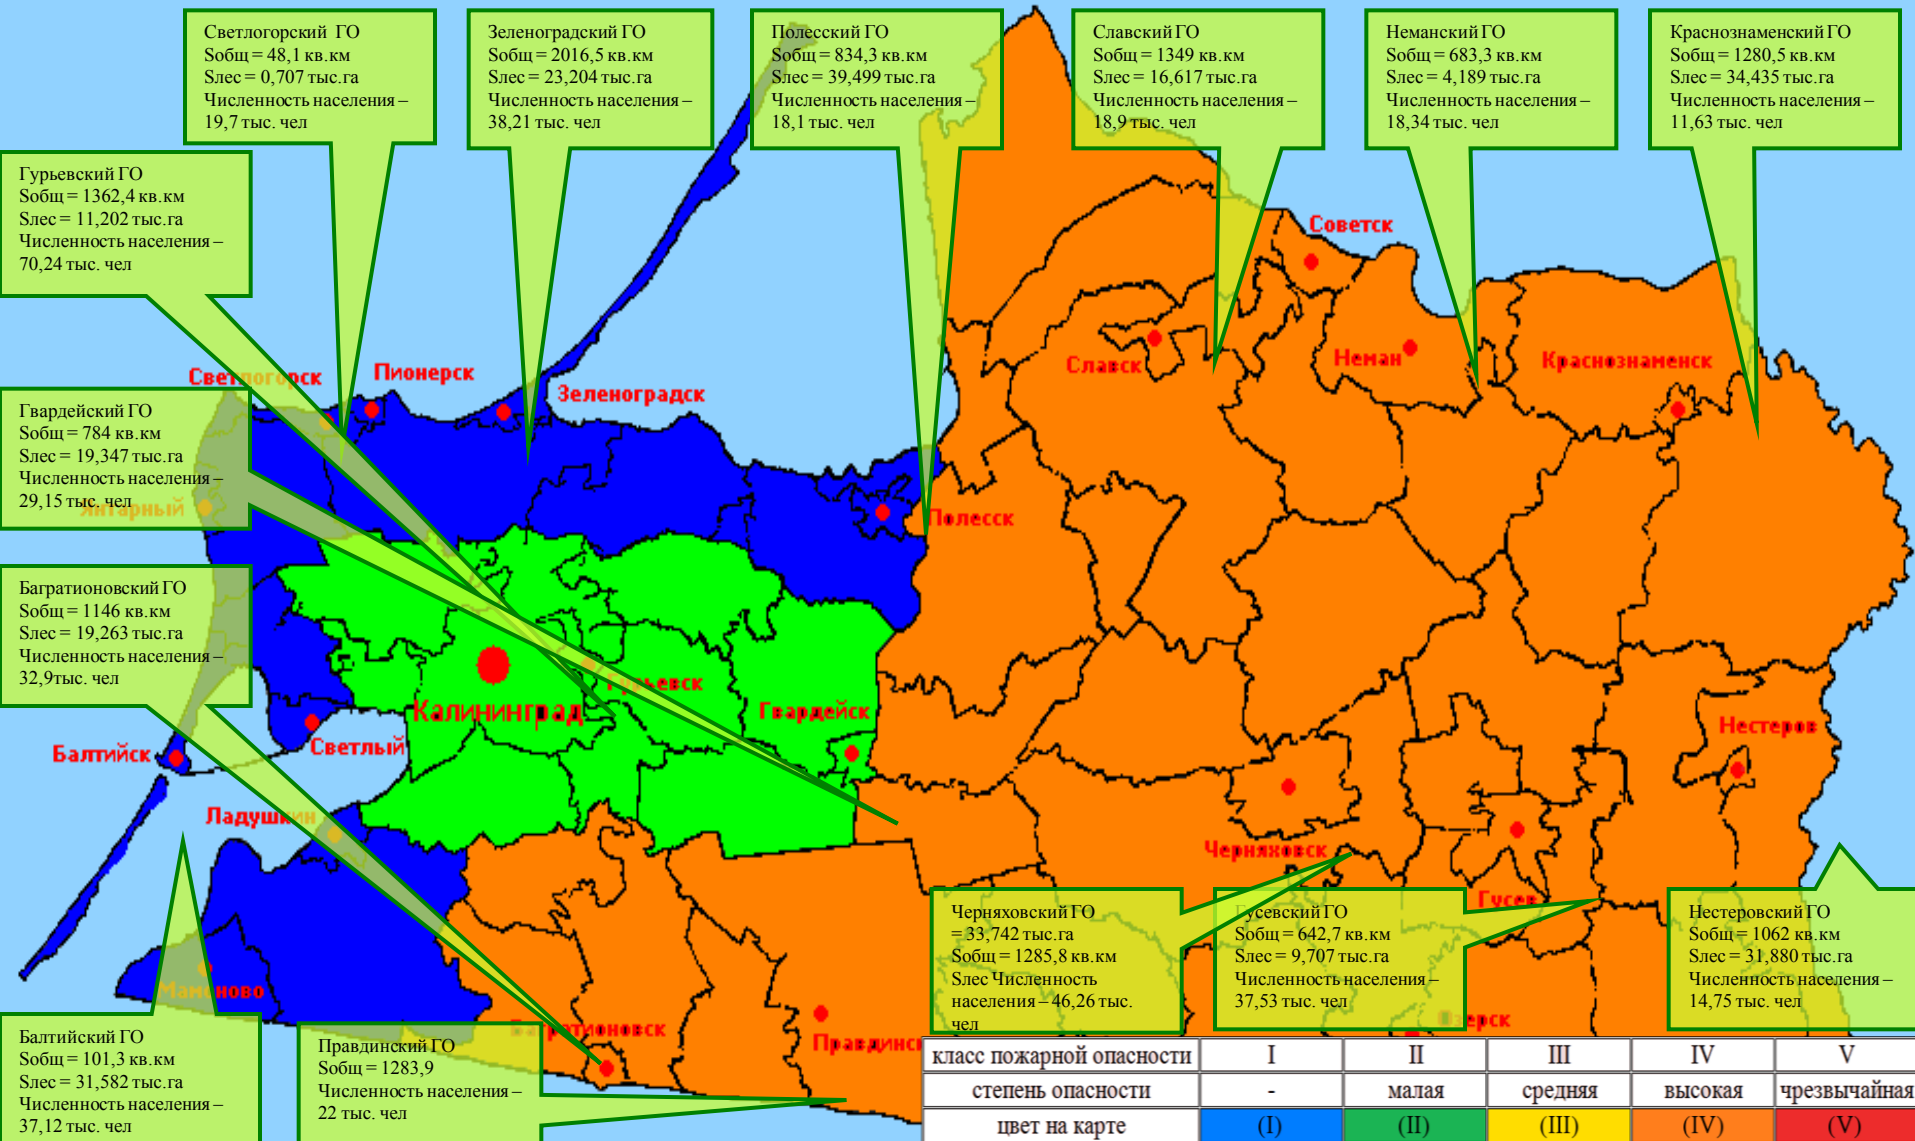 Светлогорский ГО
Sобщ = 48,1 кв.км
Sлес = 0,707 тыс.га
Численность населения –
19,7 тыс. чел
Зеленоградский ГО
Sобщ = 2016,5 кв.км
Sлес = 23,204 тыс.га
Численность населения –
38,21 тыс. чел
Полесский ГО
Sобщ = 834,3 кв.км
Sлес = 39,499 тыс.га
Численность населения –
18,1 тыс. чел
Славский ГО
Sобщ = 1349 кв.км
Sлес = 16,617 тыс.га
Численность населения –
18,9 тыс. чел
Неманский ГО
Sобщ = 683,3 кв.км
Sлес = 4,189 тыс.га
Численность населения –
18,34 тыс. чел
Краснознаменский ГО
Sобщ = 1280,5 кв.км
Sлес = 34,435 тыс.га
Численность населения –
11,63 тыс. чел
Гурьевский ГО
Sобщ = 1362,4 кв.км
Sлес = 11,202 тыс.га
Численность населения –
70,24 тыс. чел
Советск
Славск
Неман
Краснознаменск
Светлогорск
Пионерск
Зеленоградск
Гвардейский ГО
Sобщ = 784 кв.км
Sлес = 19,347 тыс.га
Численность населения –
29,15 тыс. чел
Янтарный
Полесск
Багратионовский ГО
Sобщ = 1146 кв.км
Sлес = 19,263 тыс.га
Численность населения –
32,9тыс. чел
Гурьевск
Калининград
Гвардейск
Нестеров
Балтийск
Светлый
Ладушкин
Черняховск
Гусев
Мамоново
Багратионовск
Правдинск
Озерск
Черняховский ГО
= 33,742 тыс.га
Sобщ = 1285,8 кв.км
Sлес Численность
населения – 46,26 тыс.
чел
Гусевский ГО
Sобщ = 642,7 кв.км
Sлес = 9,707 тыс.га
Численность населения –
37,53 тыс. чел
Нестеровский ГО
Sобщ = 1062 кв.км
Sлес = 31,880 тыс.га
Численность населения –
14,75 тыс. чел
Балтийский ГО
Sобщ = 101,3 кв.км
Sлес = 31,582 тыс.га
Численность населения –
37,12 тыс. чел
Правдинский ГО
Sобщ = 1283,9
Численность населения –
22 тыс. чел
класс пожарной опасности I II III IV V
степень опасности - малая средняя высокая чрезвычайная
цвет на карте (I) (II) (III) (IV) (V)